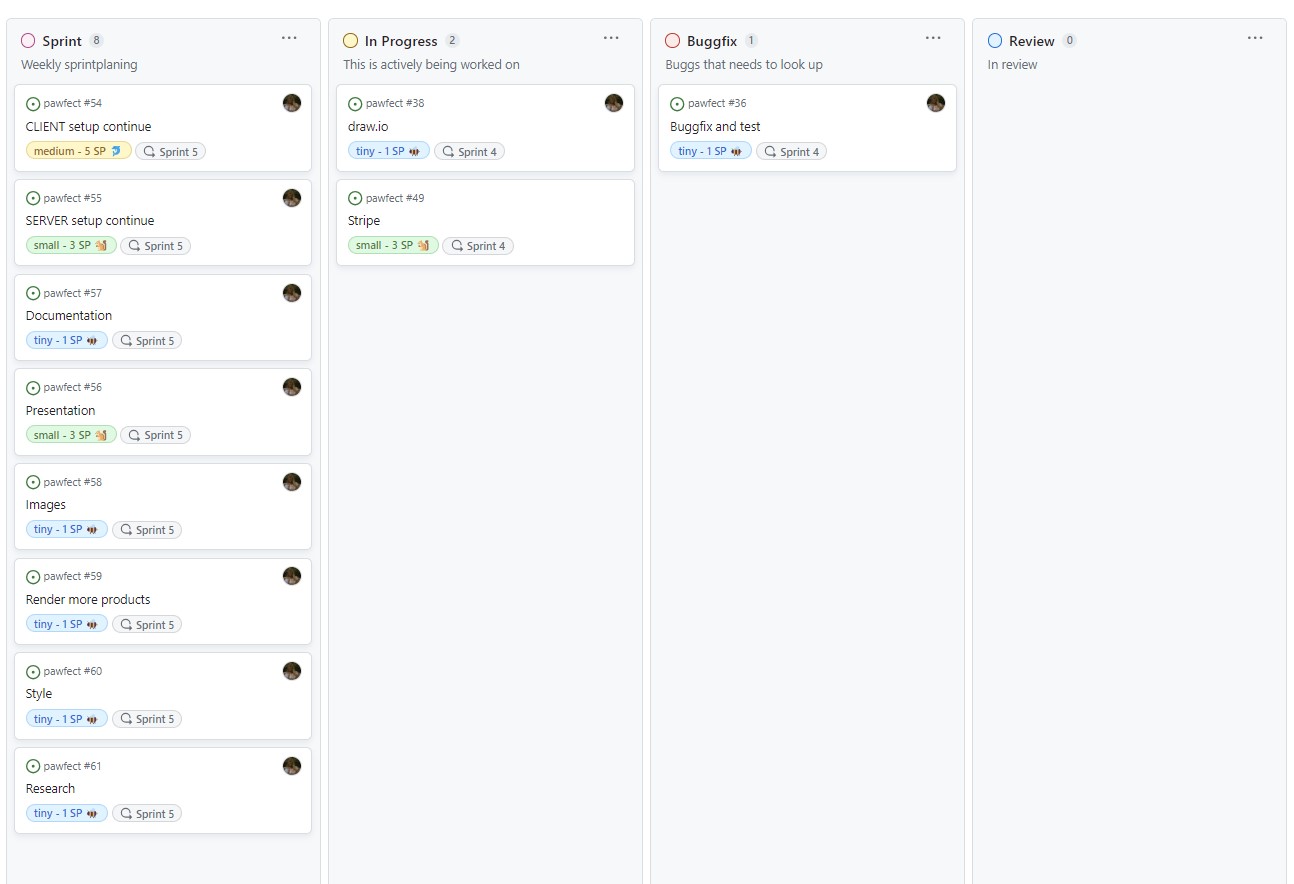 Sprint 8
Weekly sprintplaning
pawfect #54
CLIENT setup continue
medium - 5 SP Sprint 5
pawfect #55
SERVER setup continue
small - 3 SP Sprint 5
pawfect #57
Documentation
tiny - 1 SP Sprint 5
pawfect #56
Presentation
small - 3 SP Sprint 5
pawfect #58
Images
tiny - 1 SP Sprint 5
pawfect #59
Render more products
tiny - 1 SP Sprint 5
pawfect #60
Style
tiny - 1 SP Sprint 5
pawfect #61
Research
tiny - 1 SP Sprint 5
In Progress 2
This is actively being worked on
pawfect #38
draw.io
tiny - 1 SP Sprint 4
pawfect #49
Stripe
small - 3 SP Sprint 4
Buggfix 1
Buggs that needs to look up
pawfect #36
Buggfix and test
tiny - 1 SP Sprint 4
Review 0
In review